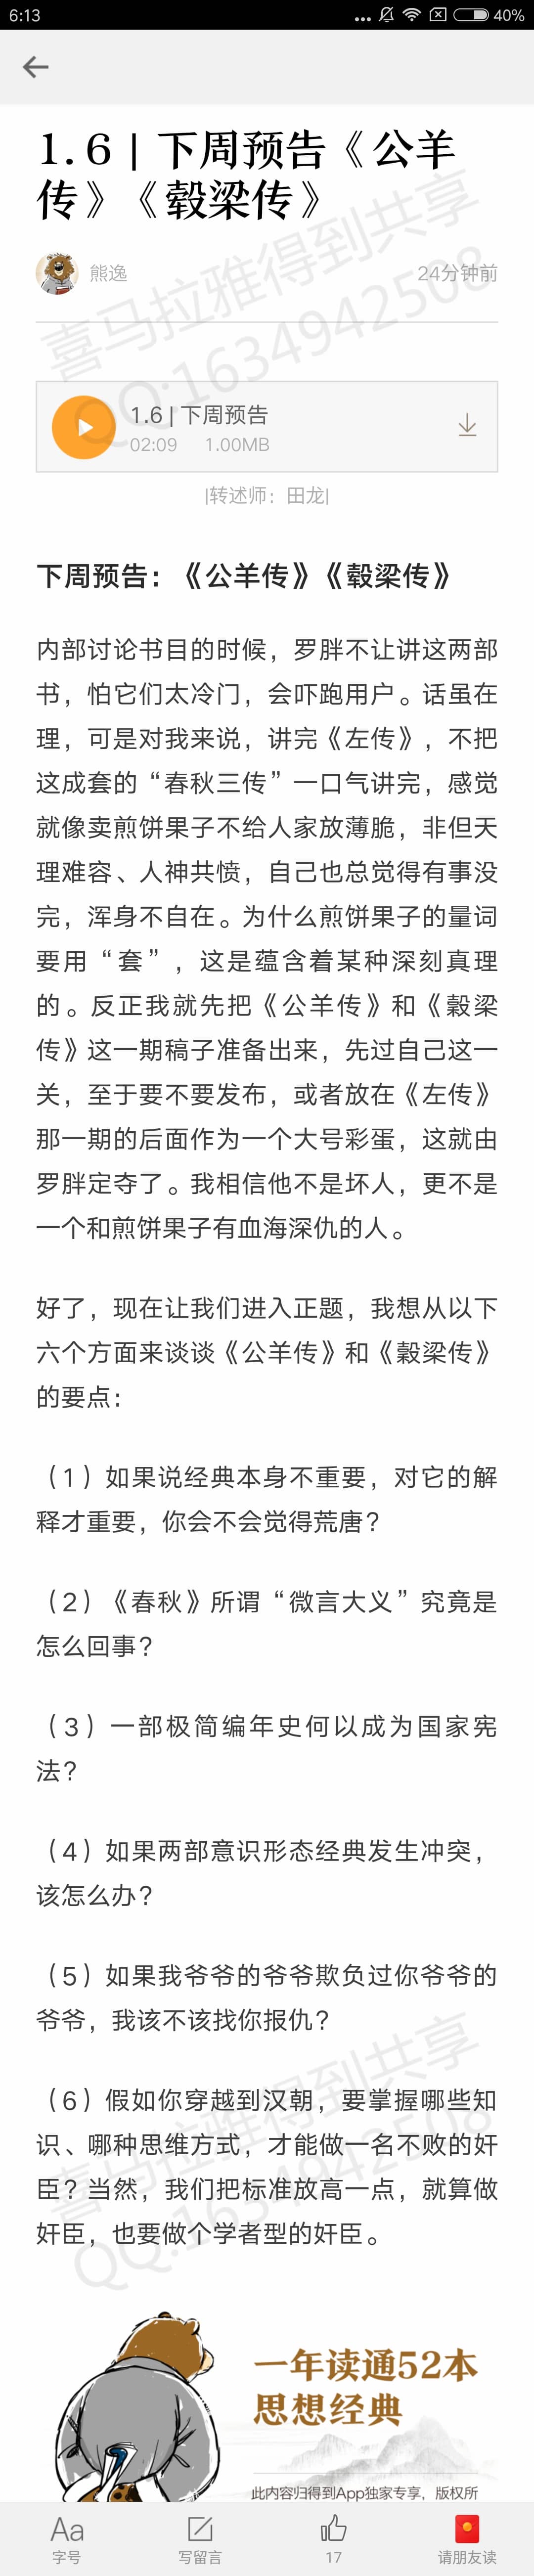 6:13
... 40%
1.6 | 下周预告《公羊
传》《毂梁传》
熊逸
24分钟前
喜马拉雅得到共享
QQ:1634942508
1.6 | 下周预告
02:09 1.00MB
|转述师：田龙|
下周预告：《公羊传》《毂梁传》
内部讨论书目的时候，罗胖不让讲这两部
书，怕它们太冷门，会吓跑用户。话虽在
理，可是对我来说，讲完《左传》，不把
这成套的“春秋三传”一口气讲完，感觉
就像卖煎饼果子不给人家放薄脆，非但天
理难容、人神共愤，自己也总觉得有事没
完，浑身不自在。为什么煎饼果子的量词
要用“套”，这是蕴含着某种深刻真理
的。反正我就先把《公羊传》和《榖梁
传》这一期稿子准备出来，先过自己这一
关，至于要不要发布，或者放在《左传》
那一期的后面作为一个大号彩蛋，这就由
罗胖定夺了。我相信他不是坏人，更不是
一个和煎饼果子有血海深仇的人。
好了，现在让我们进入正题，我想从以下
六个方面来谈谈《公羊传》和《榖梁传》
的要点：
（1）如果说经典本身不重要，对它的解
释才重要，你会不会觉得荒唐？
（2）《春秋》所谓“微言大义”究竟是
怎么回事？
（3）一部极简编年史何以成为国家宪
法？
（4）如果两部意识形态经典发生冲突，
该怎么办？
（5）如果我爷爷的爷爷欺负过你爷爷的
爷爷，我该不该找你报仇？
（6）假如你穿越到汉朝，要掌握哪些知
识、哪种思维方式，才能做一名不败的奸
臣？当然，我们把标准放高一点，就算做
奸臣，也要做个学者型的奸臣。
喜马拉雅得到共享
QQ:1634942508
一年读通52本
思想经典
此内容归得到App独家专享，版权所
Aa
字号 写留言 17 请朋友读